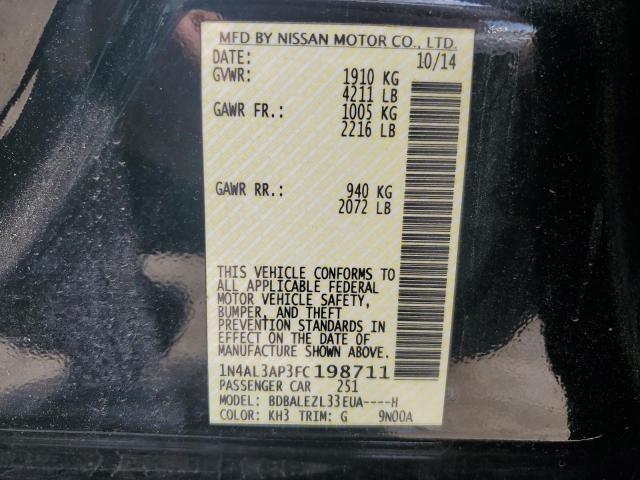 MFD BY NISSAN MOTOR CO., LTD.
DATE: 10/14
GVWR: 1910 KG
4211 LB
GAWR FR.: 1005 KG
2216 LB
GAWR RR.: 940 KG
2072 LB
THIS VEHICLE CONFORMS TO
ALL APPLICABLE FEDERAL
MOTOR VEHICLE SAFETY,
BUMPER, AND THEFT
PREVENTION STANDARDS IN
EFFECT ON THE DATE OF
MANUFACTURE SHOWN ABOVE.
1N4AL3AP3FC198711
PASSENGER CAR 251
MODEL: BDBALEZL33EUA----H
COLOR: KH3 TRIM: G 9N00A